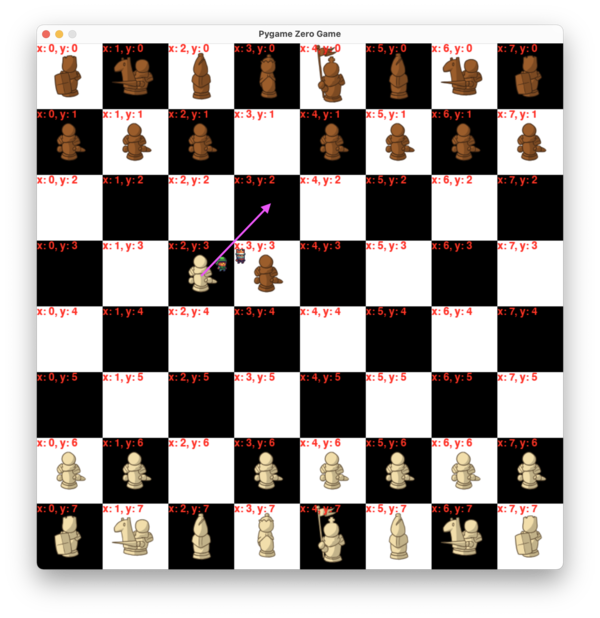 Pygame Zero Game
x: 0, y: 0 x: 1, y: 0 x: 2, y: 0 x: 3, y: 0 x: 4, y: 0 x: 5, y: 0 x: 6, y: 0 x: 7, y: 0
x: 0, y: 1 x: 1, y: 1 x: 2, y: 1 x: 3, y: 1 x: 4, y: 1 x: 5, y: 1 x: 6, y: 1 x: 7, y: 1
x: 0, y: 2 x: 1, y: 2 x: 2, y: 2 x: 3, y: 2 x: 4, y: 2 x: 5, y: 2 x: 6, y: 2 x: 7, y: 2
x: 0, y: 3 x: 1, y: 3 x: 2, y: 3 x: 3, y: 3 x: 4, y: 3 x: 5, y: 3 x: 6, y: 3 x: 7, y: 3
x: 0, y: 4 x: 1, y: 4 x: 2, y: 4 x: 3, y: 4 x: 4, y: 4 x: 5, y: 4 x: 6, y: 4 x: 7, y: 4
x: 0, y: 5 x: 1, y: 5 x: 2, y: 5 x: 3, y: 5 x: 4, y: 5 x: 5, y: 5 x: 6, y: 5 x: 7, y: 5
x: 0, y: 6 x: 1, y: 6 x: 2, y: 6 x: 3, y: 6 x: 4, y: 6 x: 5, y: 6 x: 6, y: 6 x: 7, y: 6
x: 0, y: 7 x: 1, y: 7 x: 2, y: 7 x: 3, y: 7 x: 4, y: 7 x: 5, y: 7 x: 6, y: 7 x: 7, y: 7